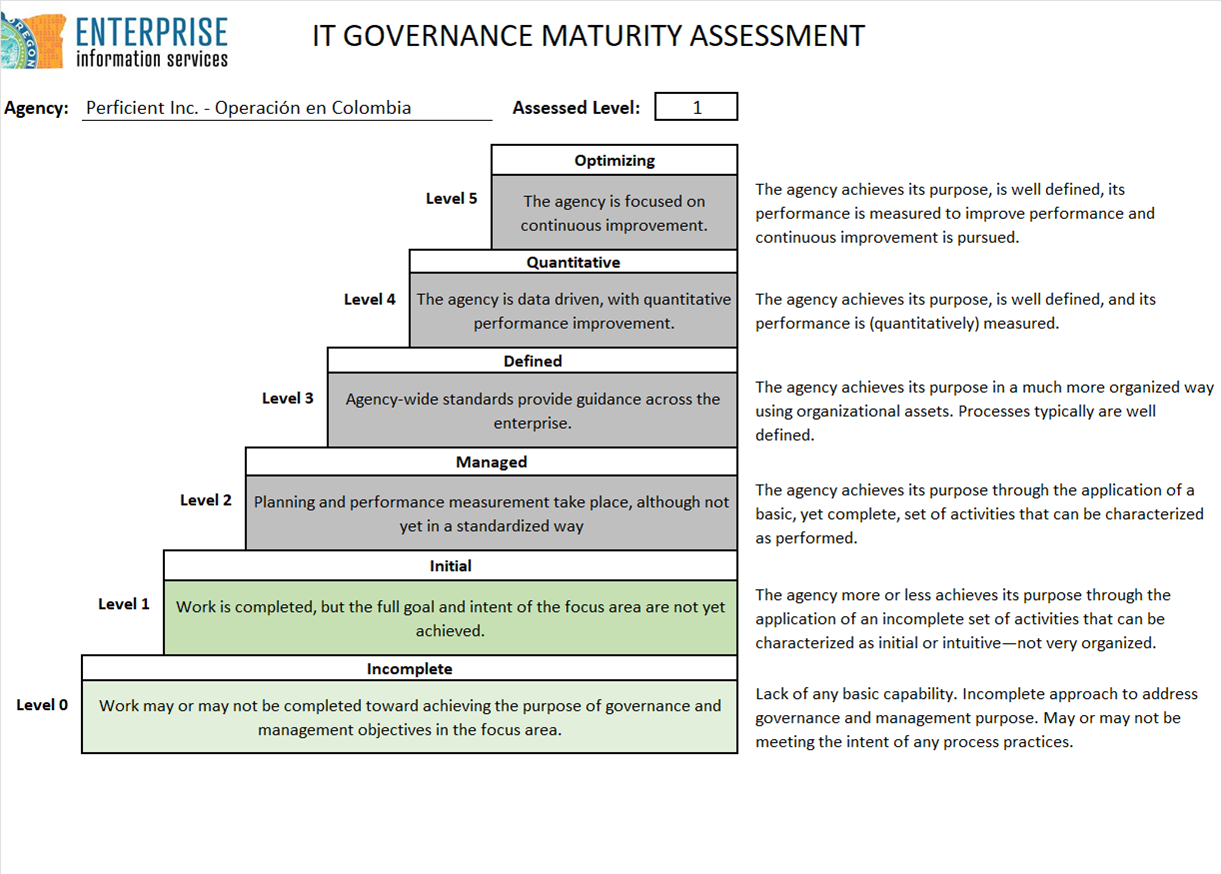 OREGON
ENTERPRISE
information services
IT GOVERNANCE MATURITY ASSESSMENT
Agency: Perficient Inc. - Operación en Colombia
Assessed Level: 1
Optimizing
Level 5
The agency is focused on
continuous improvement.
The agency achieves its purpose, is well defined, its
performance is measured to improve performance and
continuous improvement is pursued.
Quantitative
Level 4
The agency is data driven, with quantitative
performance improvement.
The agency achieves its purpose, is well defined, and its
performance is (quantitatively) measured.
Defined
Level 3
Agency-wide standards provide guidance across the
enterprise.
The agency achieves its purpose in a much more organized way
using organizational assets. Processes typically are well
defined.
Managed
Level 2
Planning and performance measurement take place, although not
yet in a standardized way
The agency achieves its purpose through the application of a
basic, yet complete, set of activities that can be characterized
as performed.
Initial
Level 1
Work is completed, but the full goal and intent of the focus area are not yet
achieved.
The agency more or less achieves its purpose through the
application of an incomplete set of activities that can be
characterized as initial or intuitive—not very organized.
Incomplete
Level 0
Work may or may not be completed toward achieving the purpose of governance and
management objectives in the focus area.
Lack of any basic capability. Incomplete approach to address
governance and management purpose. May or may not be
meeting the intent of any process practices.